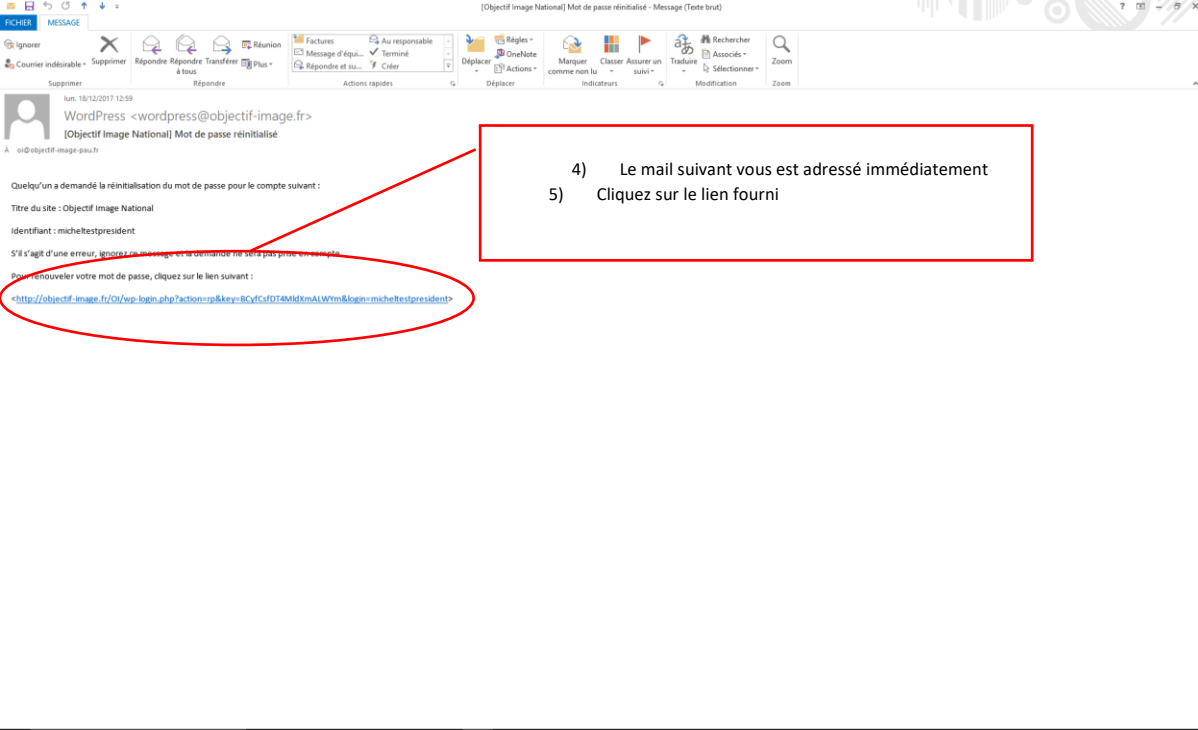 [Objectif Image National] Mot de passe réinitialisé - Message (Texte brut)
FICHIER MESSAGE
Ignorer
Courrier indésirable
Supprimer
Supprimer
Répondre Répondre à tous Transférer
Réunion
Plus
Répondre
Factures
Message d'équi...
Répondre et su...
Au responsable
Terminé
Créer
Actions rapides
Déplacer
Règles
OneNote
Actions
Déplacer
Marquer comme non lu
Classer
Assurer un suivi
Indicateurs
Traduire
Rechercher
Associés
Sélectionner
Modification
Zoom
Zoom
lun. 18/12/2017 12:59
WordPress <wordpress@objectif-image.fr>
[Objectif Image National] Mot de passe réinitialisé
À oi@objectif-image-pau.fr
4) Le mail suivant vous est adressé immédiatement
5) Cliquez sur le lien fourni
Quelqu'un a demandé la réinitialisation du mot de passe pour le compte suivant :
Titre du site : Objectif Image National
Identifiant : micheltestpresident
S'il s'agit d'une erreur, ignorez ce message et la demande ne sera pas prise en compte.
Pour renouveler votre mot de passe, cliquez sur le lien suivant :
<http://objectif-image.fr/OI/wp-login.php?action=rp&key=BCyfCsfDT4MldXmALWYm&login=micheltestpresident>